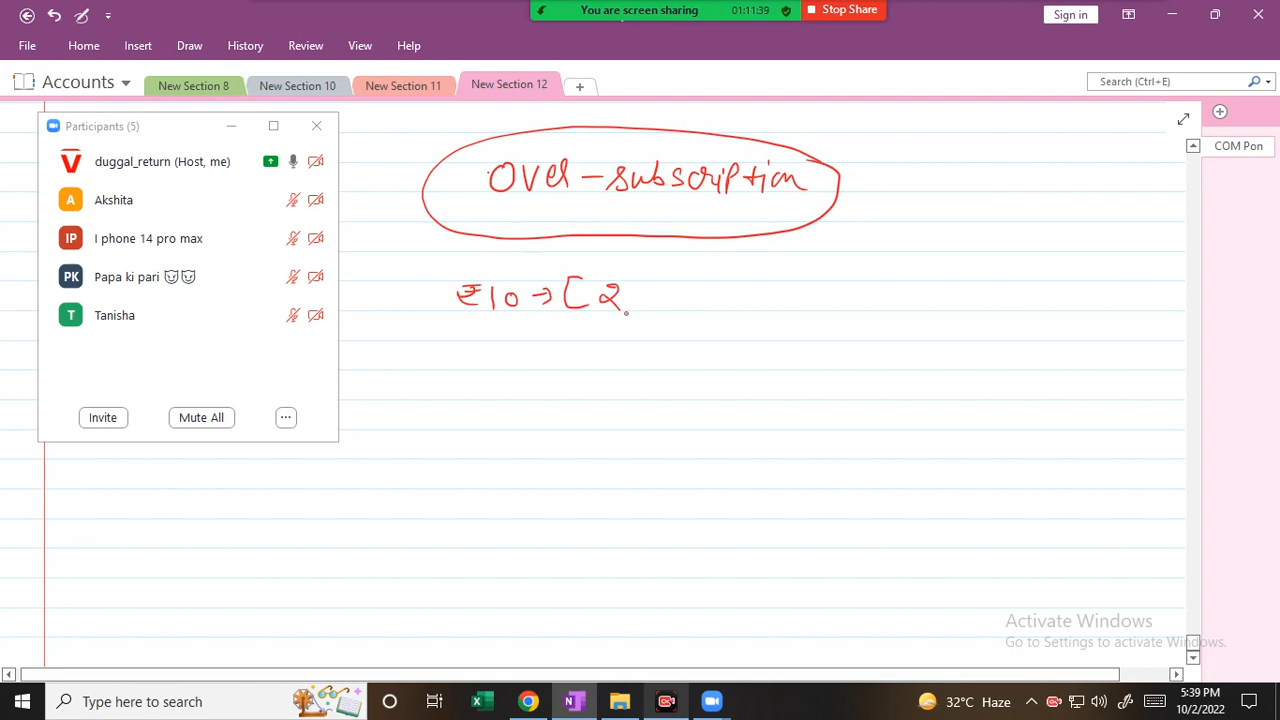 You are screen sharing 01:11:39 Stop Share
Sign in
File Home Insert Draw History Review View Help
Accounts New Section 8 New Section 10 New Section 11 New Section 12 + Search (Ctrl+E)
Participants (5)
COM Pon
duggal_return (Host, me)
A Akshita
IP I phone 14 pro max
PK Papa ki pari 😺😺
T Tanisha
Invite Mute All ...
Over-subscription
₹10 → [ 2
Activate Windows
Go to Settings to activate Windows.
Type here to search
32°C Haze
5:39 PM
10/2/2022